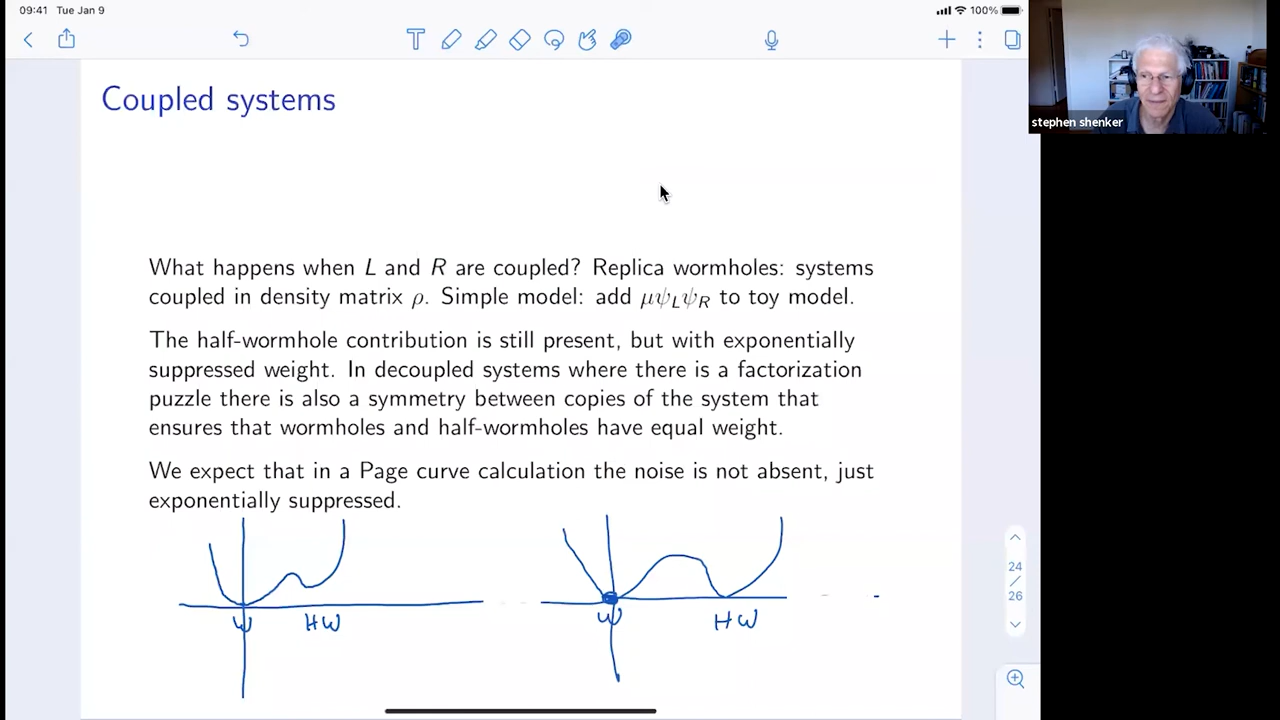 09:41 Tue Jan 9
100%
Coupled systems
stephen shenker
What happens when L and R are coupled? Replica wormholes: systems
coupled in density matrix ρ. Simple model: add μψ_Lψ_R to toy model.
The half-wormhole contribution is still present, but with exponentially
suppressed weight. In decoupled systems where there is a factorization
puzzle there is also a symmetry between copies of the system that
ensures that wormholes and half-wormholes have equal weight.
We expect that in a Page curve calculation the noise is not absent, just
exponentially suppressed.
W HW
W HW
24
/
26